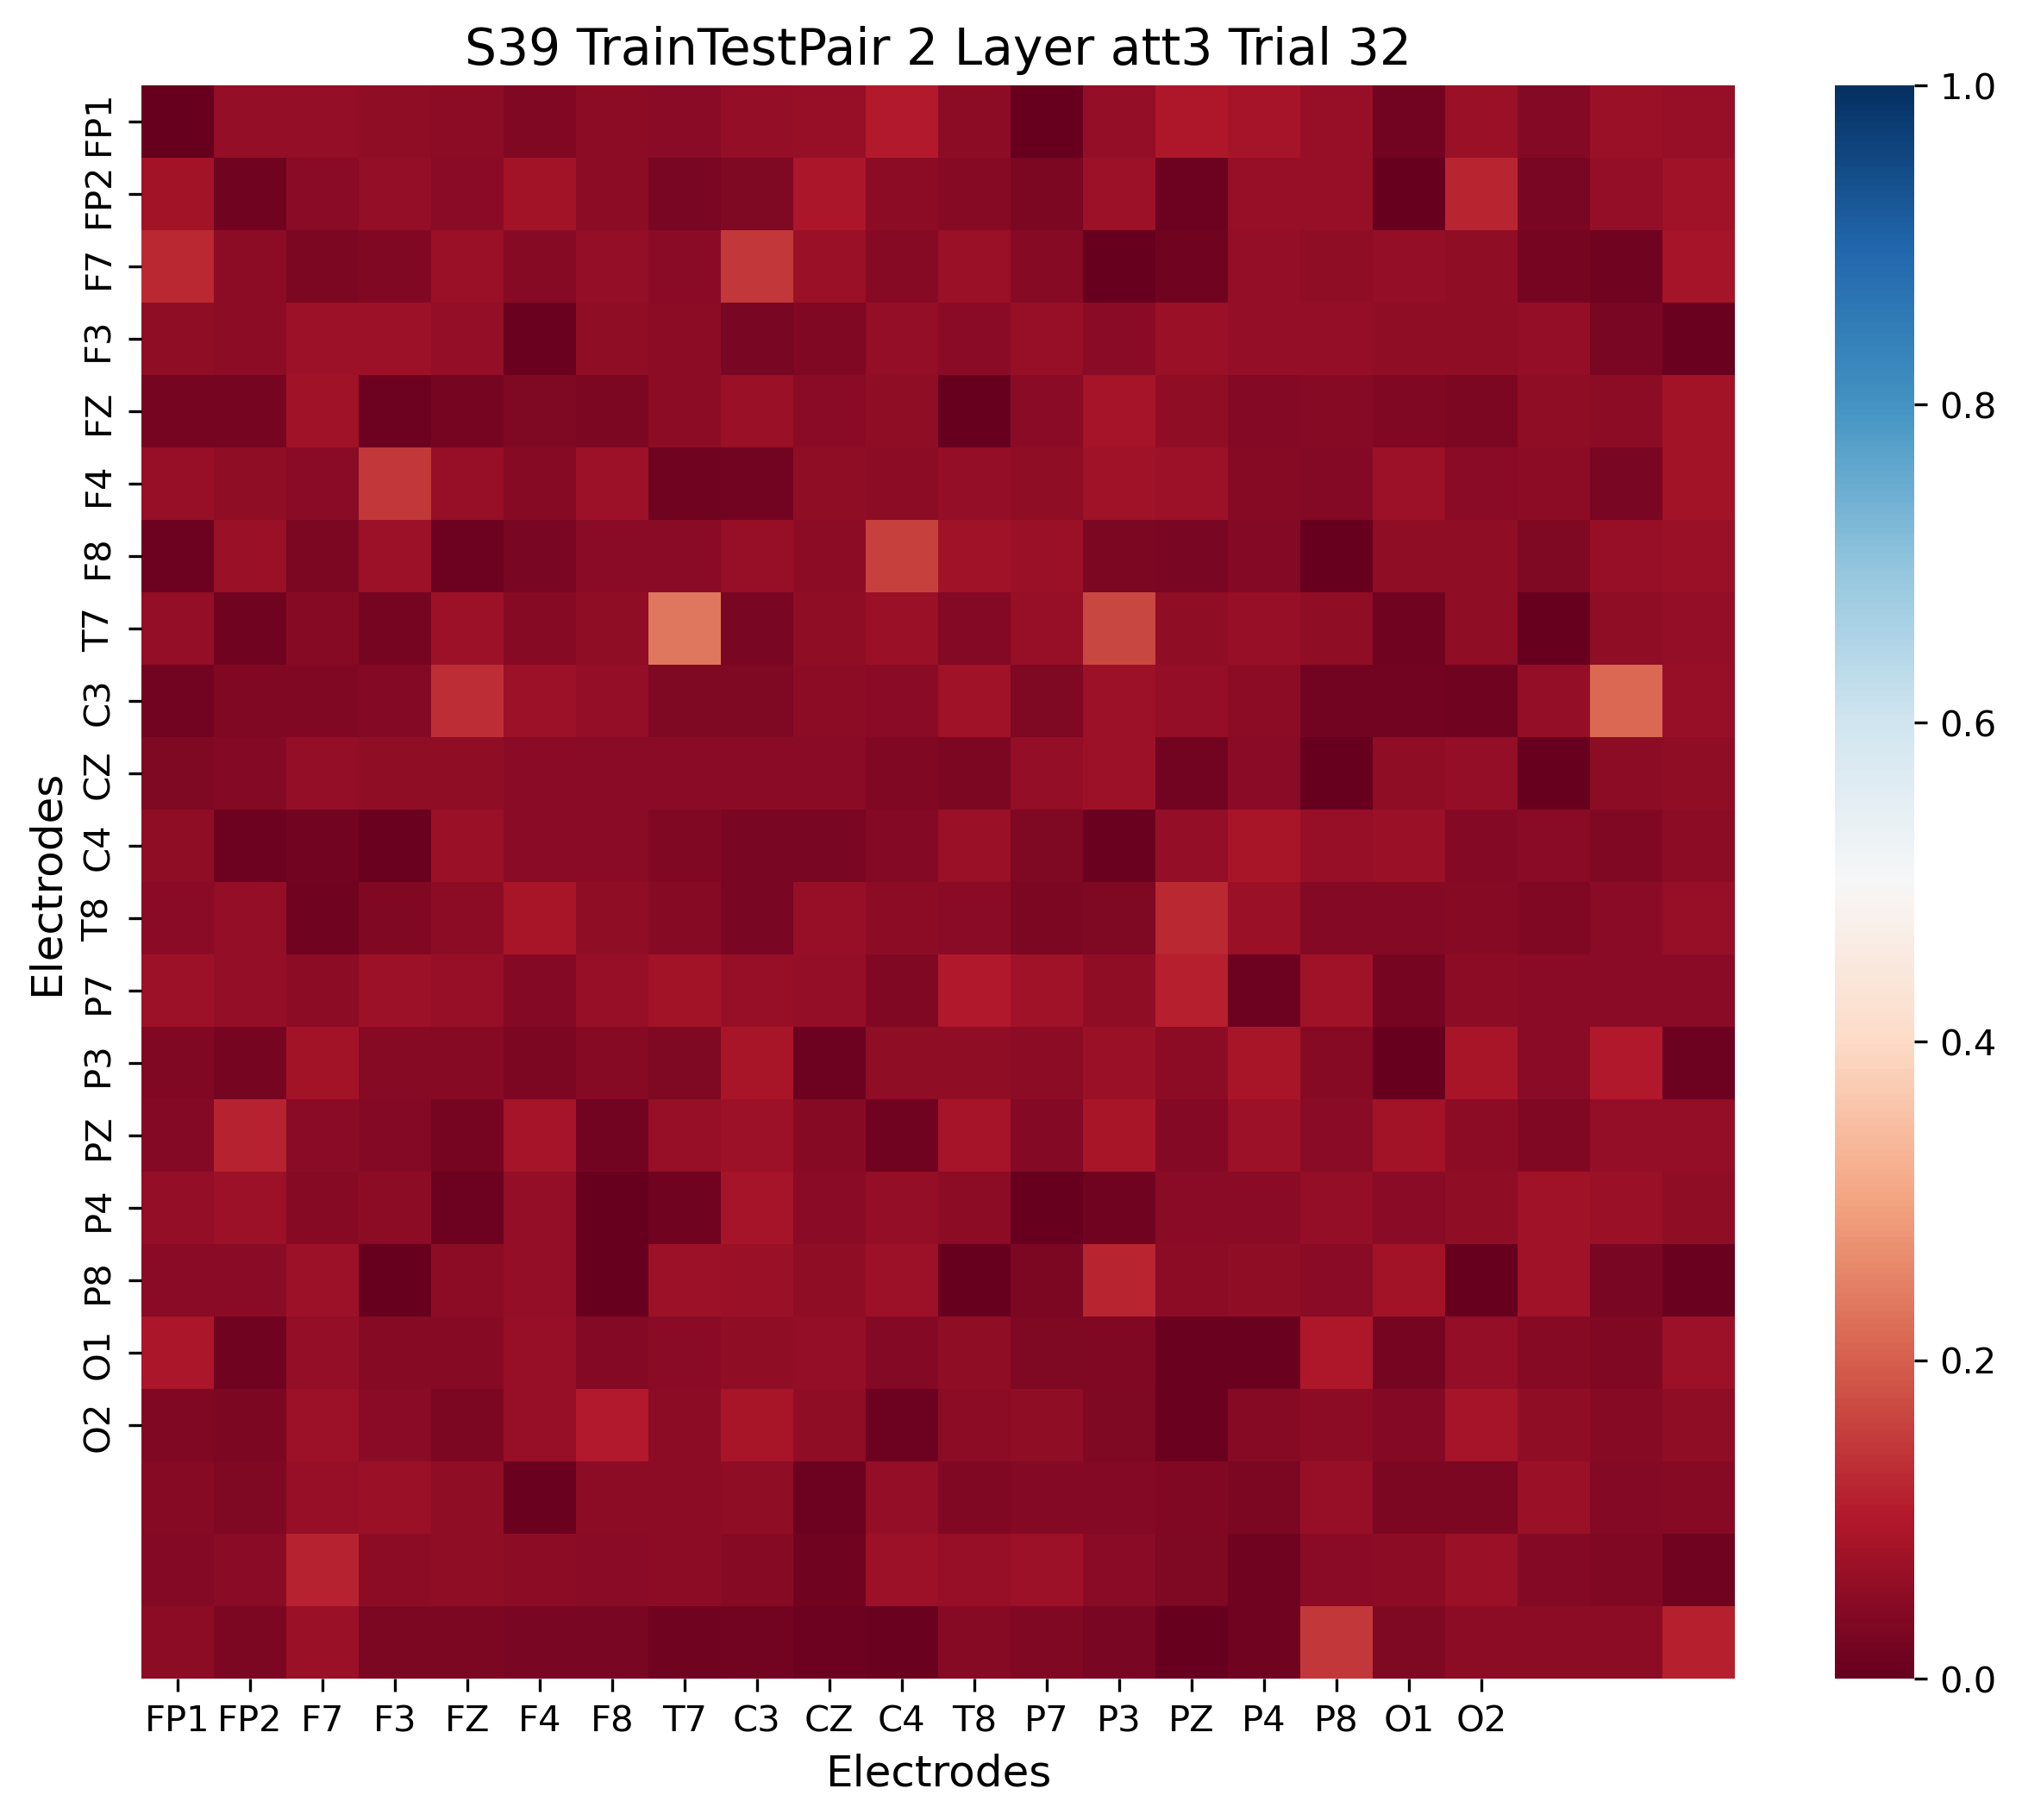 S39 TrainTestPair 2 Layer att3 Trial 32
Electrodes
FP1
FP2
F7
F3
FZ
F4
F8
T7
C3
CZ
C4
T8
P7
P3
PZ
P4
P8
O1
O2
FP1 FP2 F7 F3 FZ F4 F8 T7 C3 CZ C4 T8 P7 P3 PZ P4 P8 O1 O2
Electrodes
1.0
0.8
0.6
0.4
0.2
0.0